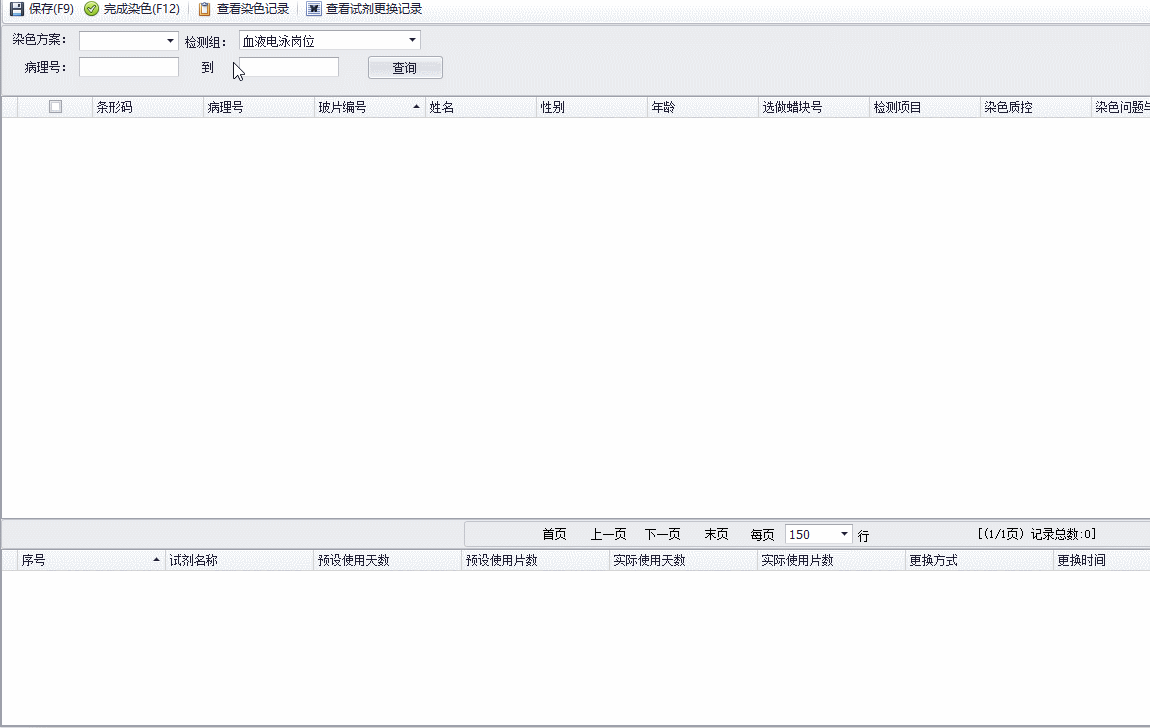 保存(F9) 完成染色(F12) 查看染色记录 查看试剂更换记录
染色方案: 检测组: 血液电泳岗位
病理号: 到 查询
条形码 病理号 玻片编号 姓名 性别 年龄 选做蜡块号 检测项目 染色质控 染色问题
首页 上一页 下一页 末页 每页 150 行 [(1/1页) 记录总数:0]
序号 试剂名称 预设使用天数 预设使用片数 实际使用天数 实际使用片数 更换方式 更换时间